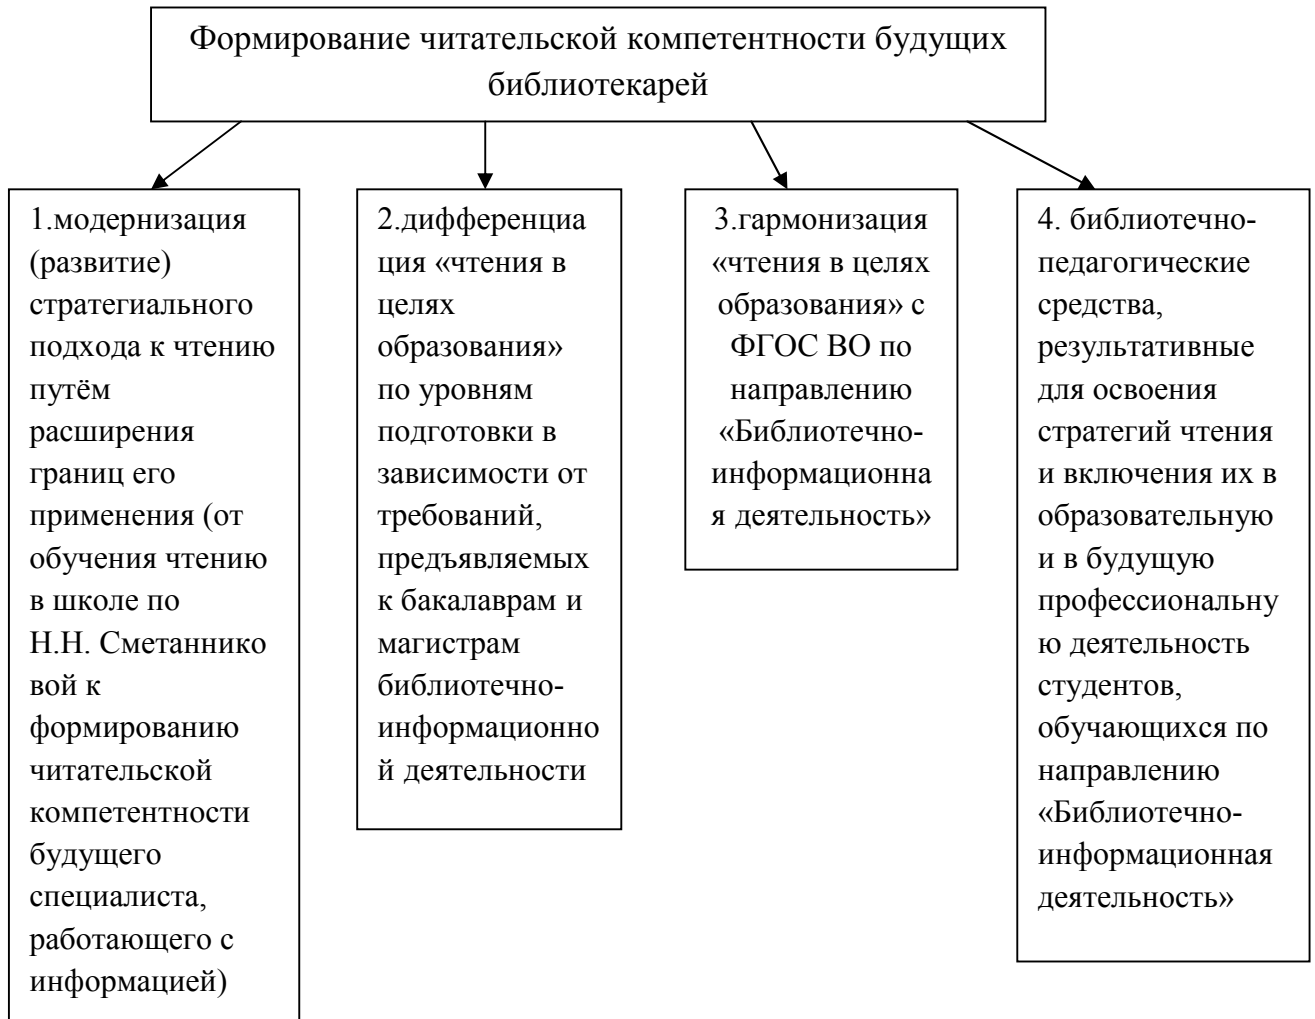 Формирование читательской компетентности будущих
библиотекарей
1.модернизация
(развитие)
стратегиального
подхода к чтению
путём
расширения
границ его
применения (от
обучения чтению
в школе по
Н.Н. Сметаннико
вой к
формированию
читательской
компетентности
будущего
специалиста,
работающего с
информацией)
2.дифференциа
ция «чтения в
целях
образования»
по уровням
подготовки в
зависимости от
требований,
предъявляемых
к бакалаврам и
магистрам
библиотечно-
информационно
й деятельности
3.гармонизация
«чтения в целях
образования» с
ФГОС ВО по
направлению
«Библиотечно-
информационна
я деятельность»
4. библиотечно-
педагогические
средства,
результативные
для освоения
стратегий чтения
и включения их в
образовательную
и в будущую
профессиональну
ю деятельность
студентов,
обучающихся по
направлению
«Библиотечно-
информационная
деятельность»